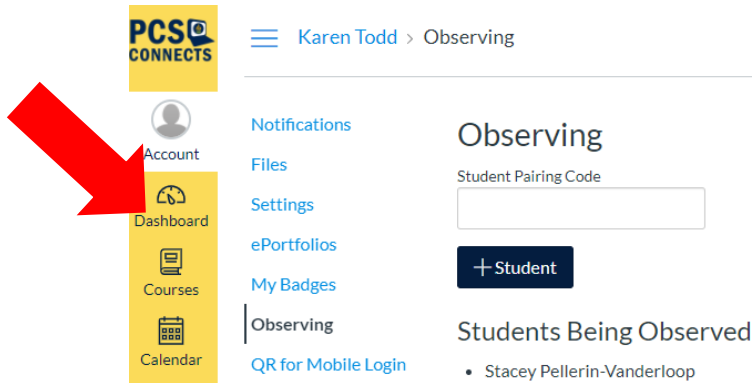 PCS
CONNECTS
Karen Todd > Observing
Account
Dashboard
Courses
Calendar
Notifications
Files
Settings
ePortfolios
My Badges
Observing
QR for Mobile Login
Observing
Student Pairing Code
+ Student
Students Being Observed
• Stacey Pellerin-Vanderloop